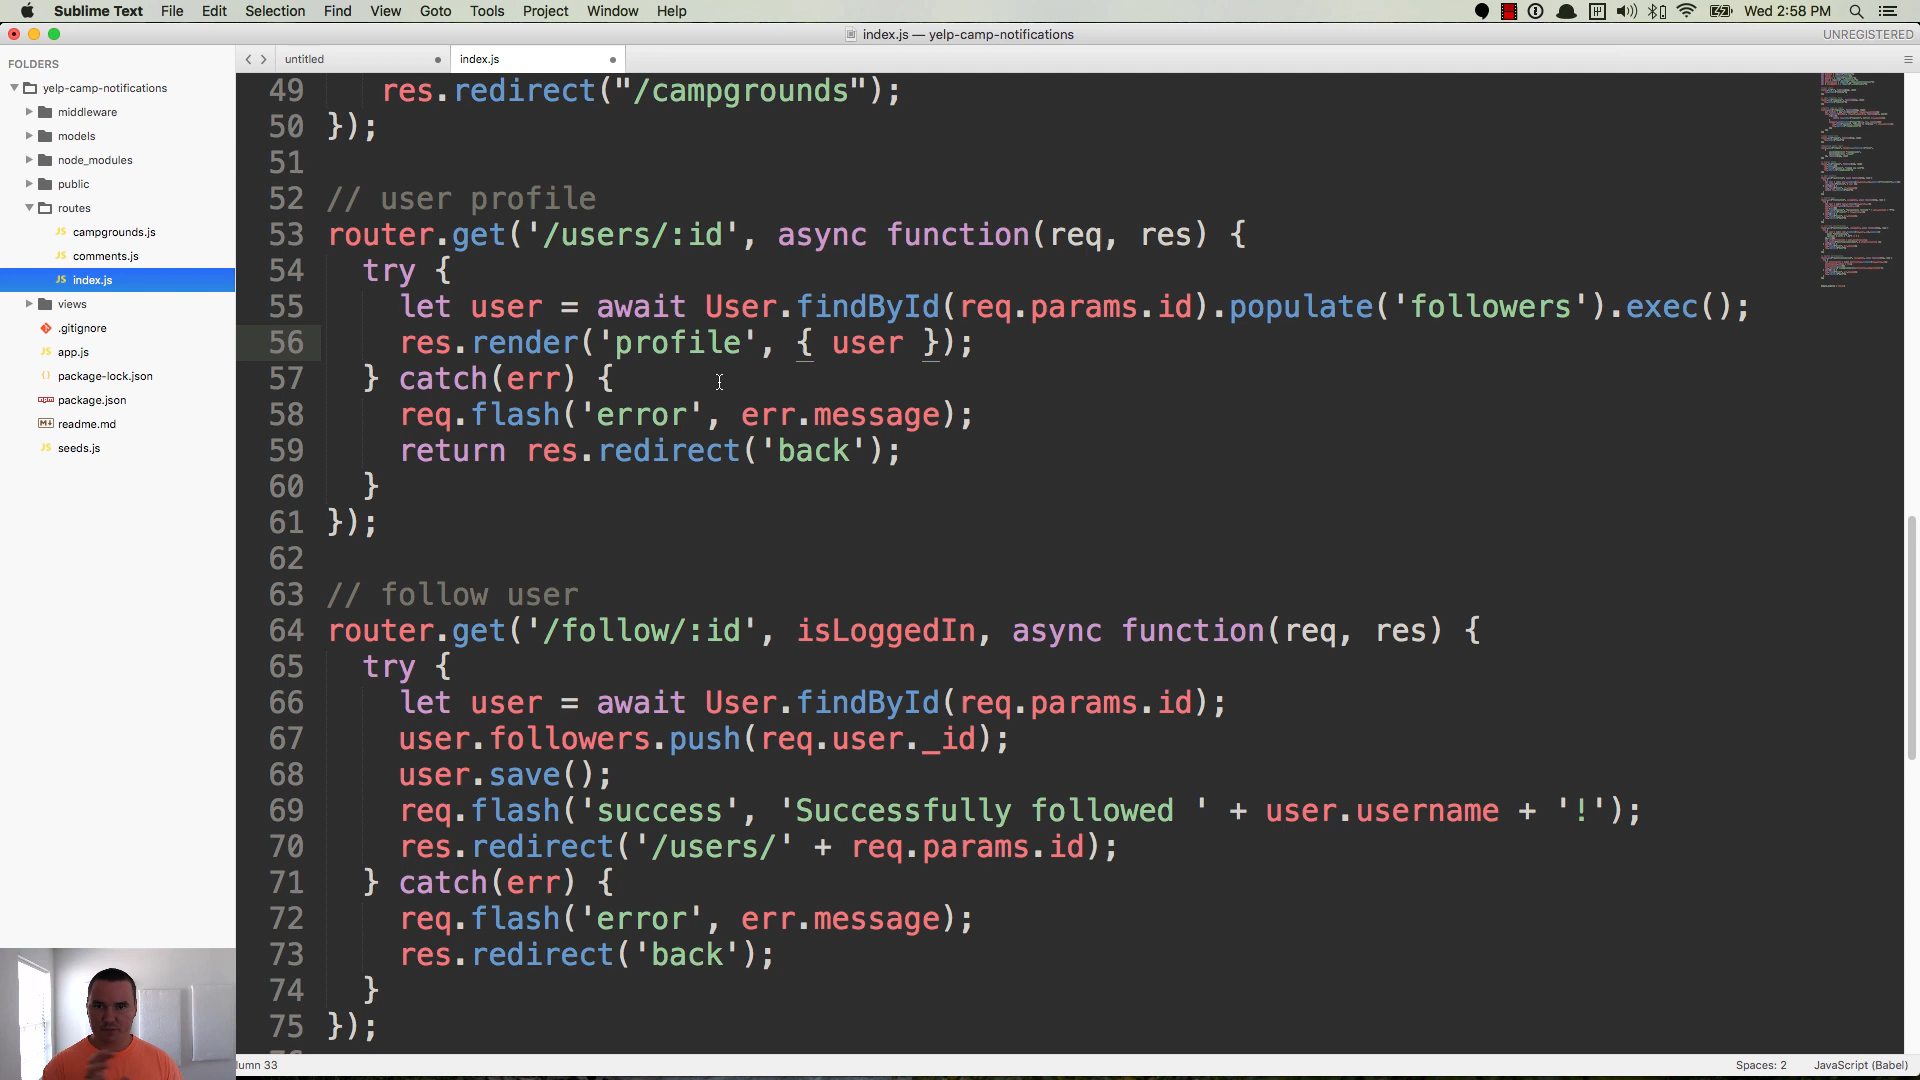 Sublime Text File Edit Selection Find View Goto Tools Project Window Help Wed 2:58 PM
index.js — yelp-camp-notifications UNREGISTERED
FOLDERS
yelp-camp-notifications
middleware
models
node_modules
public
routes
campgrounds.js
comments.js
index.js
views
.gitignore
app.js
package-lock.json
package.json
readme.md
seeds.js
untitled index.js
49 res.redirect("/campgrounds");
50 });
51
52 // user profile
53 router.get('/users/:id', async function(req, res) {
54 try {
55 let user = await User.findById(req.params.id).populate('followers').exec();
56 res.render('profile', { user });
57 } catch(err) {
58 req.flash('error', err.message);
59 return res.redirect('back');
60 }
61 });
62
63 // follow user
64 router.get('/follow/:id', isLoggedIn, async function(req, res) {
65 try {
66 let user = await User.findById(req.params.id);
67 user.followers.push(req.user._id);
68 user.save();
69 req.flash('success', 'Successfully followed ' + user.username + '!');
70 res.redirect('/users/' + req.params.id);
71 } catch(err) {
72 req.flash('error', err.message);
73 res.redirect('back');
74 }
75 });
umn 33 Spaces: 2 JavaScript (Babel)